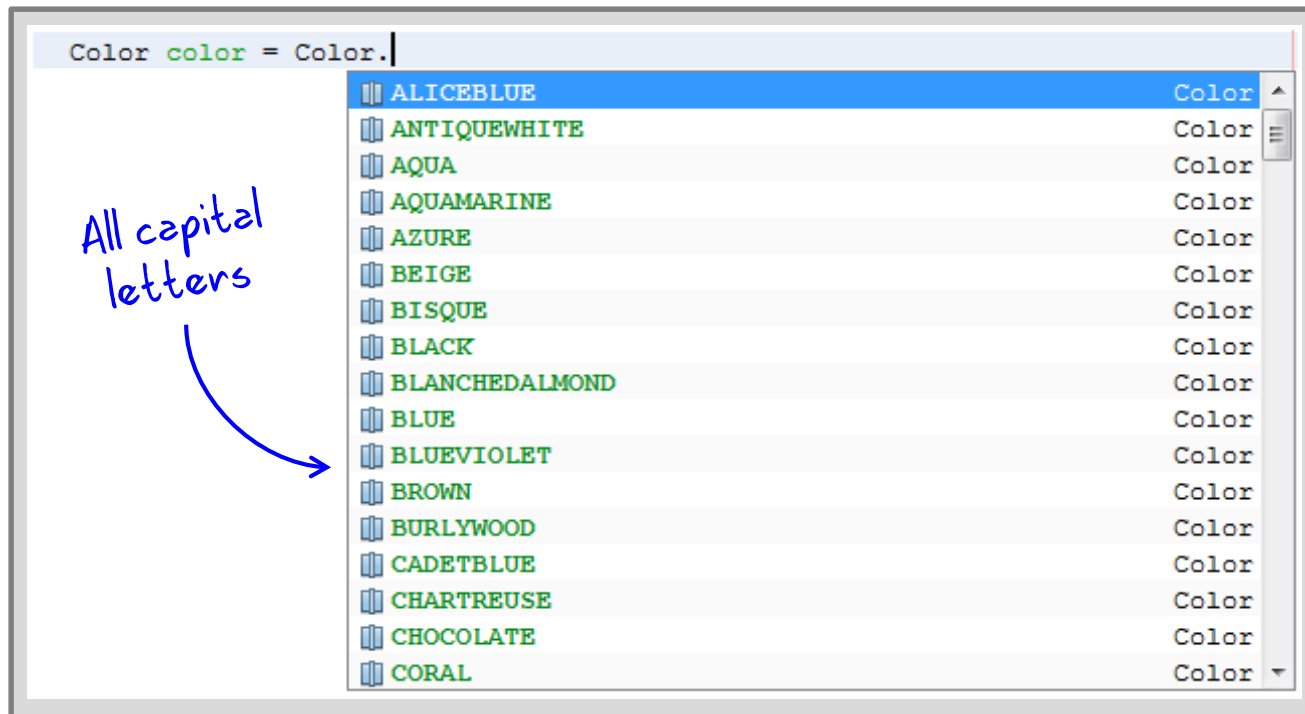 Color color = Color.
ALICEBLUE Color
ANTIQUEWHITE Color
AQUA Color
AQUAMARINE Color
AZURE Color
BEIGE Color
BISQUE Color
BLACK Color
BLANCHEDALMOND Color
BLUE Color
BLUEVIOLET Color
BROWN Color
BURLYWOOD Color
CADETBLUE Color
CHARTREUSE Color
CHOCOLATE Color
CORAL Color
All capital
letters